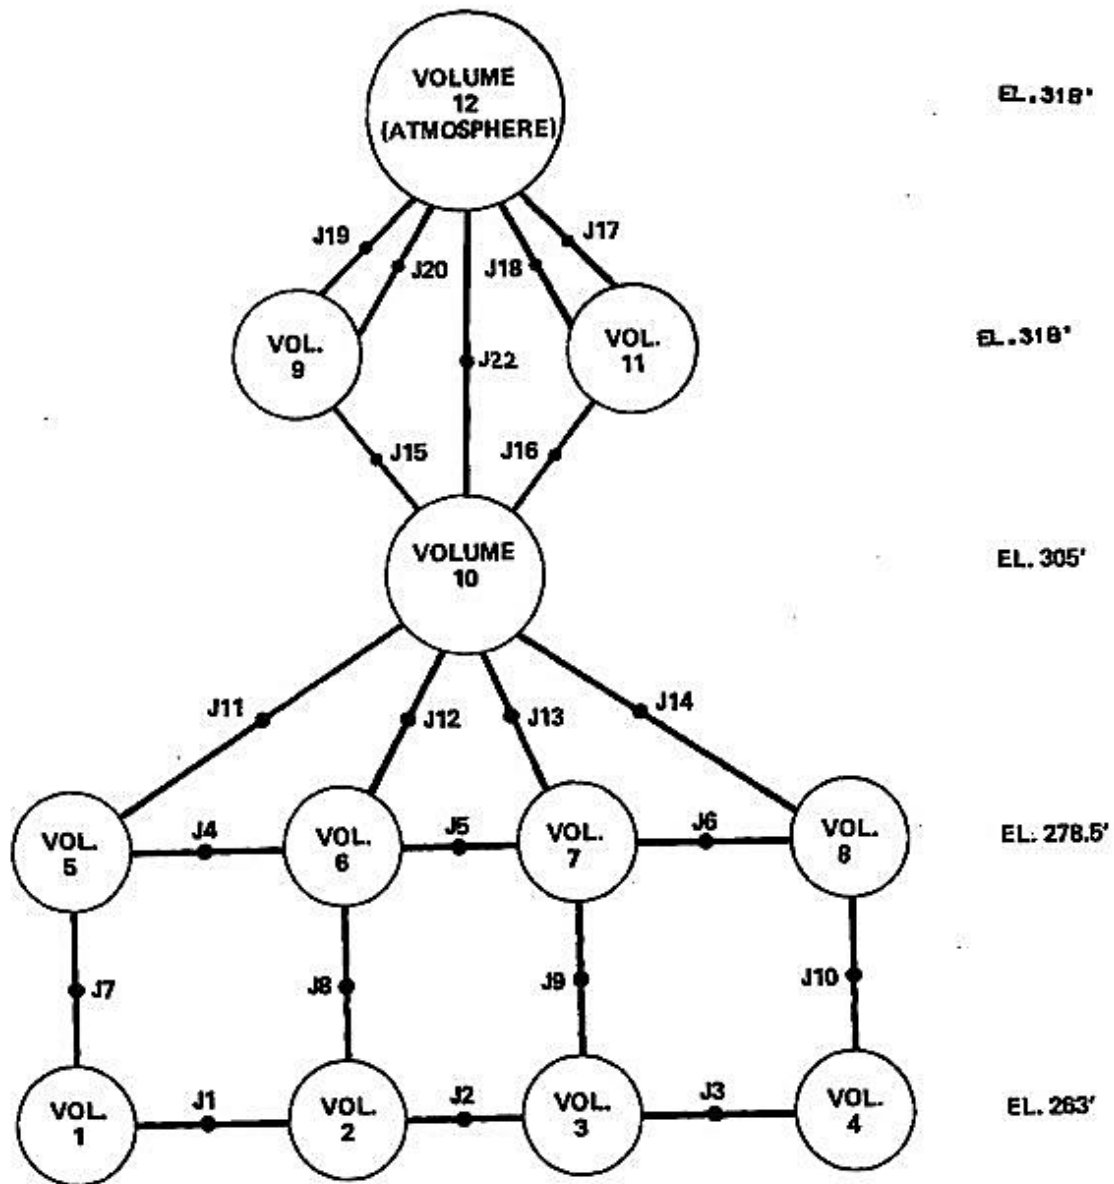 VOLUME
12
(ATMOSPHERE)
EL.318'
J19
J20
J18
J17
VOL.
9
J22
VOL.
11
EL.318'
J15
J16
VOLUME
10
EL. 305'
J11
J12
J13
J14
VOL.
5
J4
VOL.
6
J5
VOL.
7
J6
VOL.
8
EL. 278.5'
J7
J8
J9
J10
VOL.
1
J1
VOL.
2
J2
VOL.
3
J3
VOL.
4
EL. 263'